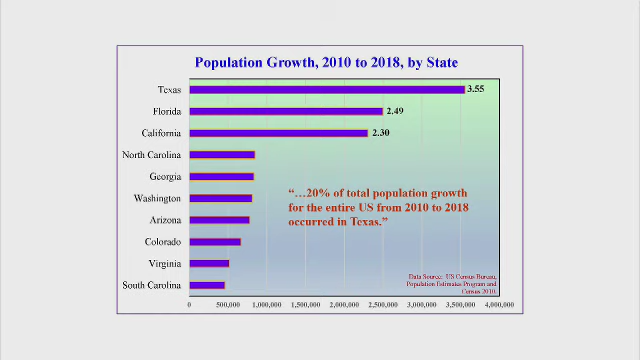 Population Growth, 2010 to 2018, by State
Texas 3.55
Florida 2.49
California 2.30
North Carolina
Georgia
Washington
Arizona
Colorado
Virginia
South Carolina
“…20% of total population growth
for the entire US from 2010 to 2018
occurred in Texas.”
Data Source: US Census Bureau,
Population Estimates Program and
Census 2010.
0 500,000 1,000,000 1,500,000 2,000,000 2,500,000 3,000,000 3,500,000 4,000,000